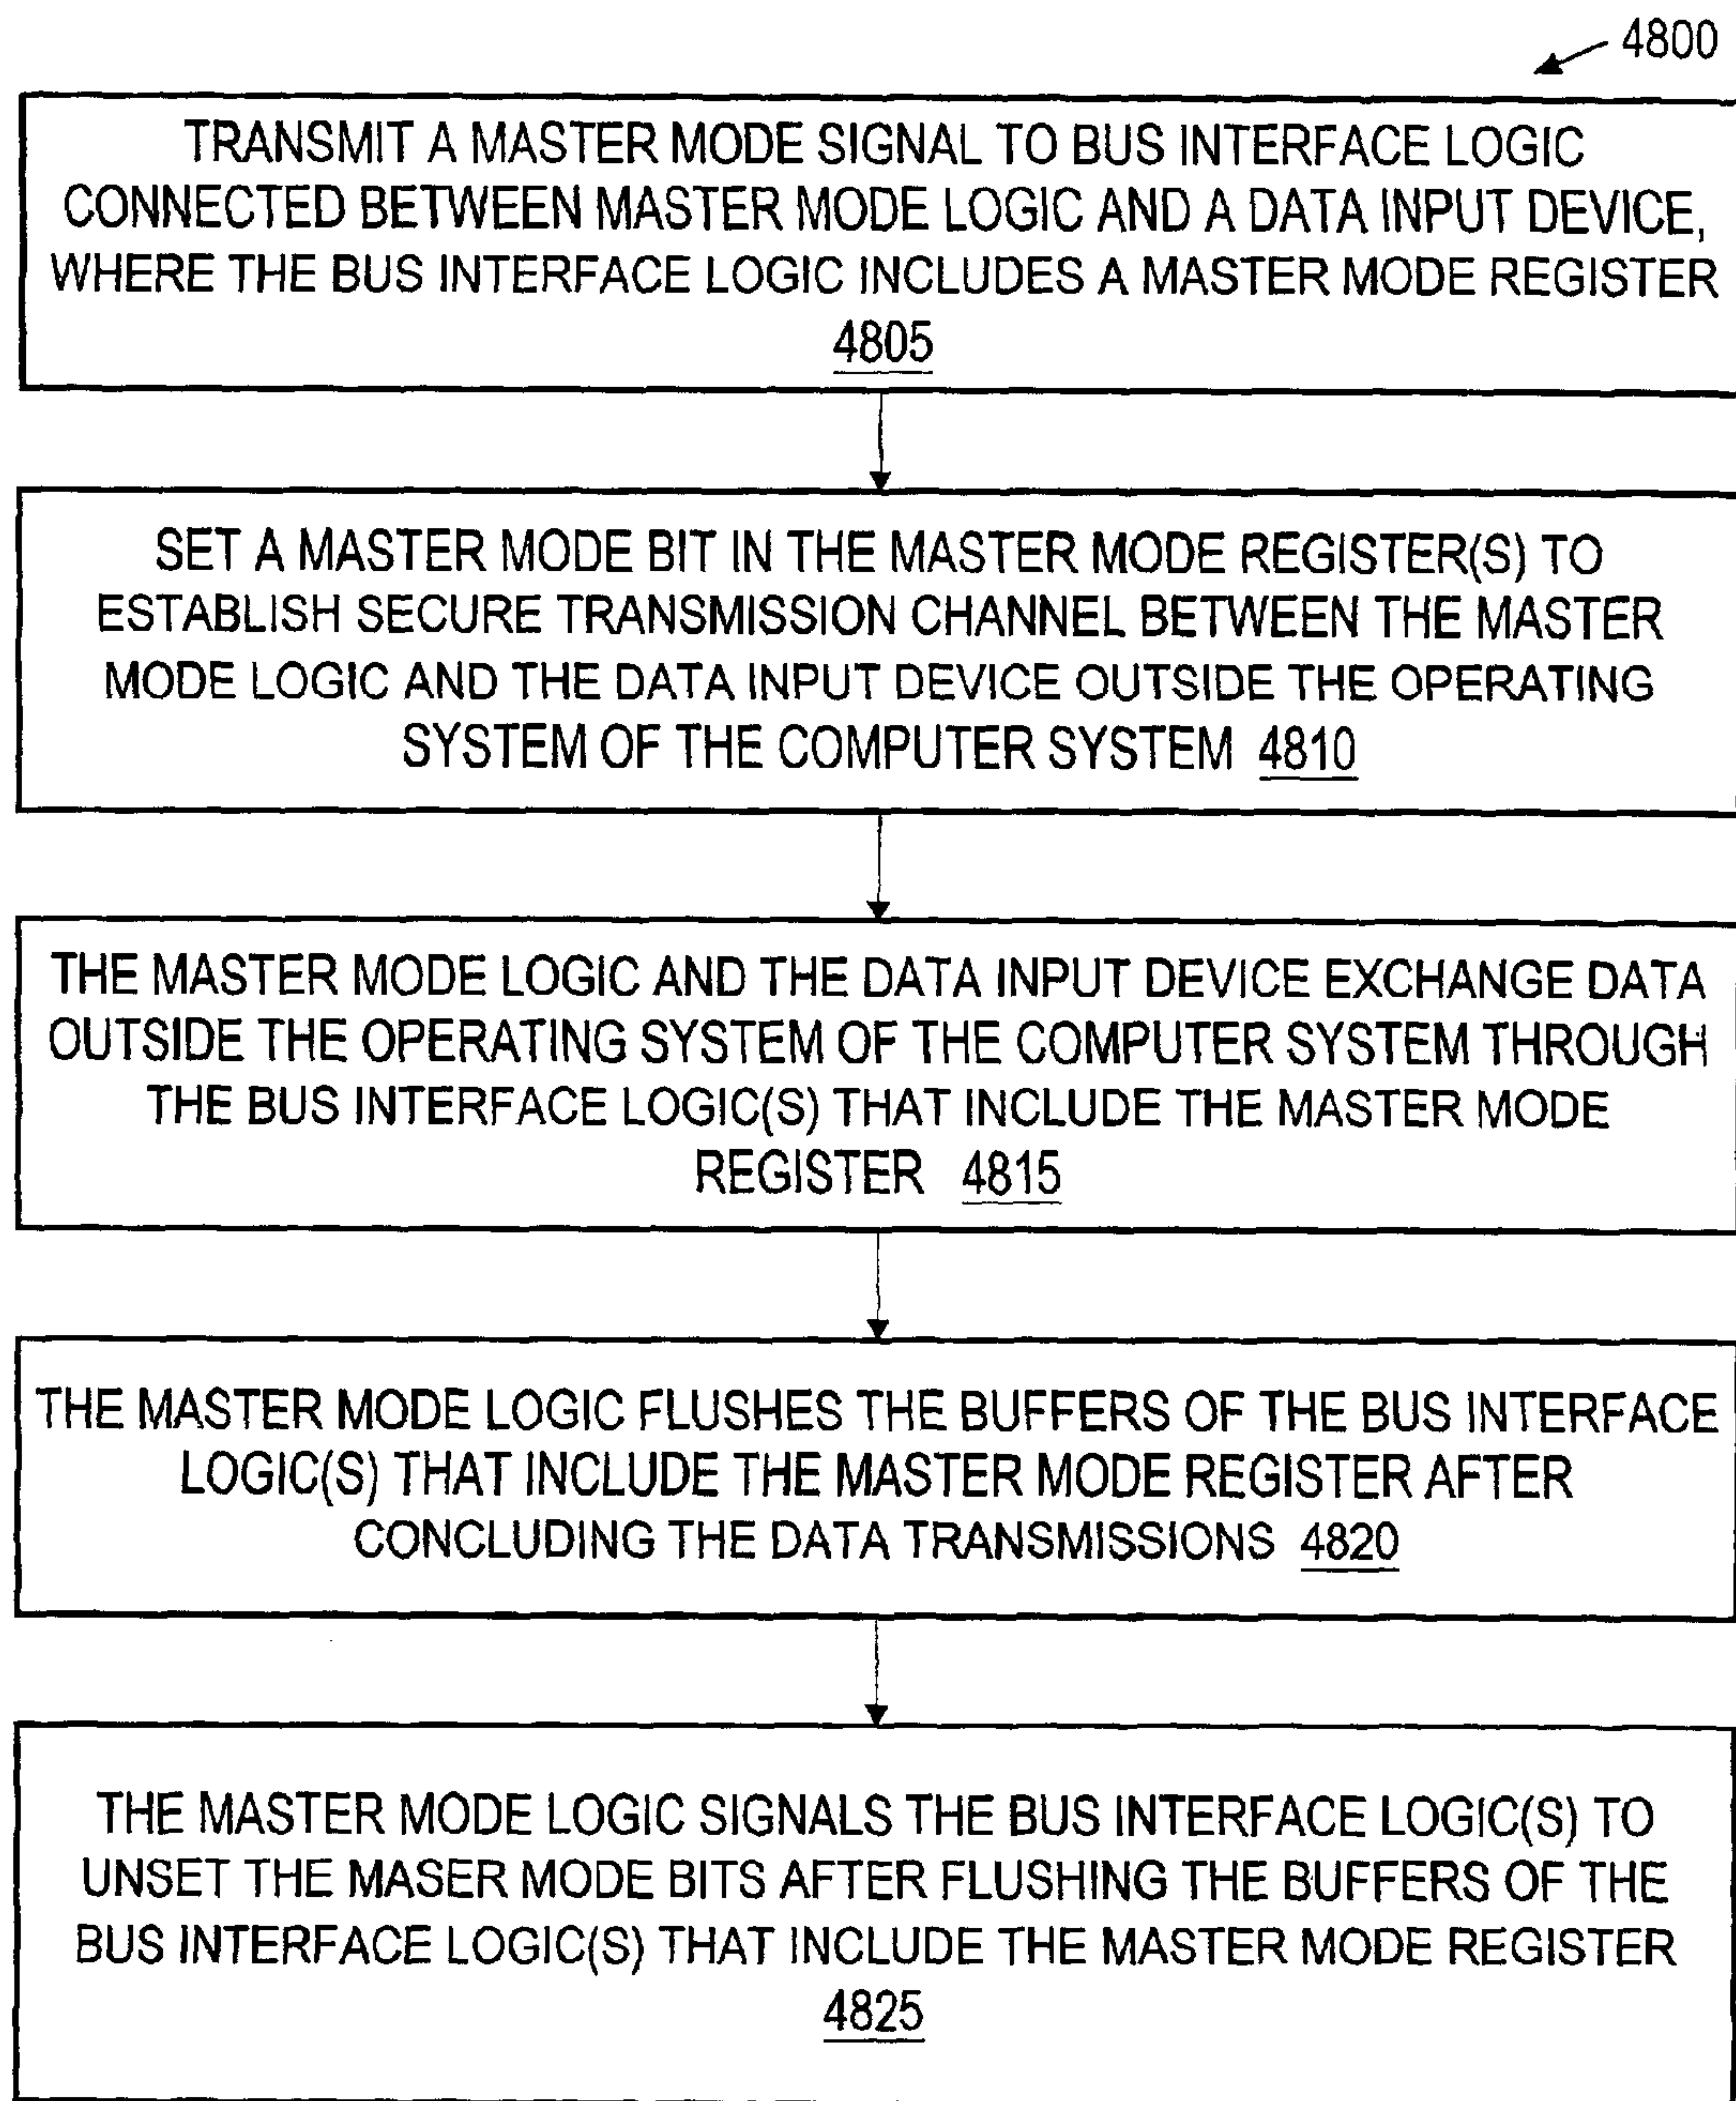 4800
TRANSMIT A MASTER MODE SIGNAL TO BUS INTERFACE LOGIC
CONNECTED BETWEEN MASTER MODE LOGIC AND A DATA INPUT DEVICE,
WHERE THE BUS INTERFACE LOGIC INCLUDES A MASTER MODE REGISTER
4805
SET A MASTER MODE BIT IN THE MASTER MODE REGISTER(S) TO
ESTABLISH SECURE TRANSMISSION CHANNEL BETWEEN THE MASTER
MODE LOGIC AND THE DATA INPUT DEVICE OUTSIDE THE OPERATING
SYSTEM OF THE COMPUTER SYSTEM 4810
THE MASTER MODE LOGIC AND THE DATA INPUT DEVICE EXCHANGE DATA
OUTSIDE THE OPERATING SYSTEM OF THE COMPUTER SYSTEM THROUGH
THE BUS INTERFACE LOGIC(S) THAT INCLUDE THE MASTER MODE
REGISTER 4815
THE MASTER MODE LOGIC FLUSHES THE BUFFERS OF THE BUS INTERFACE
LOGIC(S) THAT INCLUDE THE MASTER MODE REGISTER AFTER
CONCLUDING THE DATA TRANSMISSIONS 4820
THE MASTER MODE LOGIC SIGNALS THE BUS INTERFACE LOGIC(S) TO
UNSET THE MASER MODE BITS AFTER FLUSHING THE BUFFERS OF THE
BUS INTERFACE LOGIC(S) THAT INCLUDE THE MASTER MODE REGISTER
4825